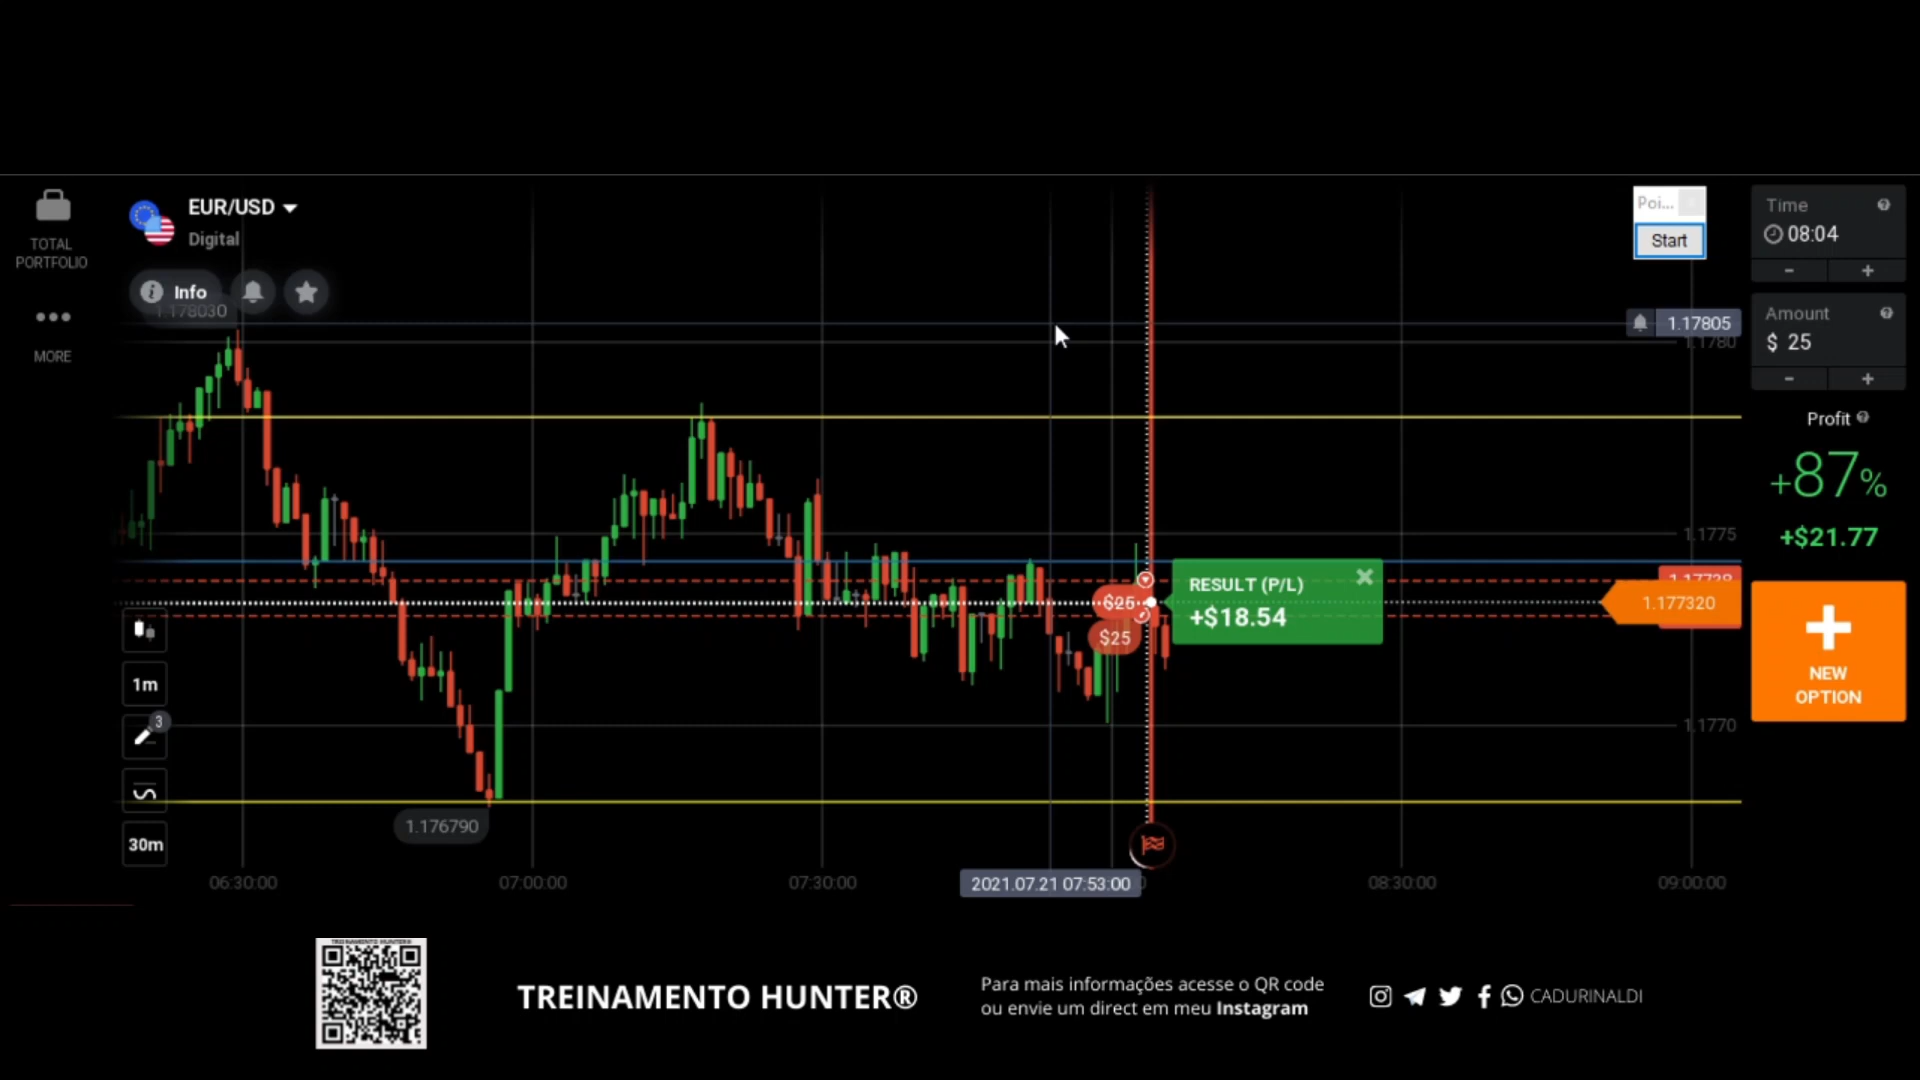 TOTAL
PORTFOLIO
MORE
EUR/USD
Digital
Info
1.178030
Poi...
Start
Time
08:04
- +
1.17805
1.1780
Amount
$ 25
- +
Profit
+87%
+$21.77
1.1775
1.17738
1.177320
NEW
OPTION
RESULT (P/L)
+$18.54
$25
$25
1.1770
1m
3
30m
1.176790
06:30:00
07:00:00
07:30:00
2021.07.21 07:53:00
08:30:00
09:00:00
TREINAMENTO HUNTER®
Para mais informações acesse o QR code
ou envie um direct em meu Instagram
CADURINALDI